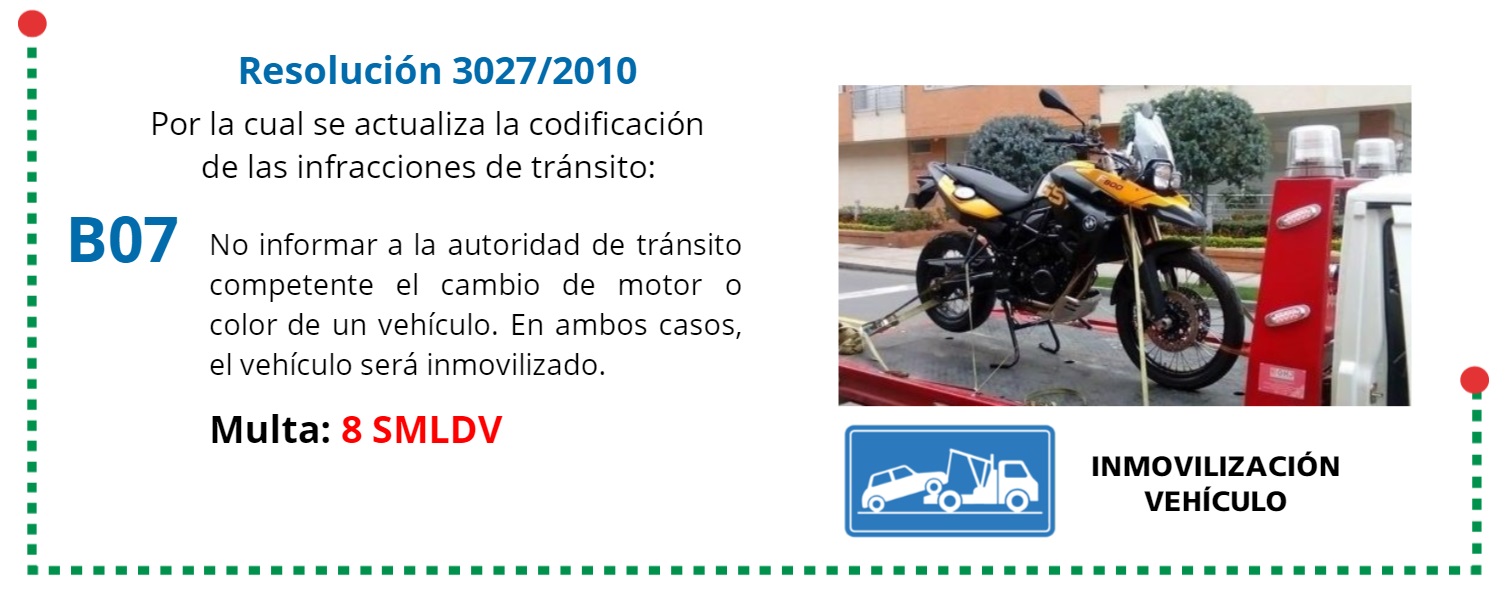 Resolución 3027/2010
Por la cual se actualiza la codificación
de las infracciones de tránsito:
B07
No informar a la autoridad de tránsito
competente el cambio de motor o
color de un vehículo. En ambos casos,
el vehículo será inmovilizado.
Multa: 8 SMLDV
GS
INMOVILIZACIÓN
VEHÍCULO